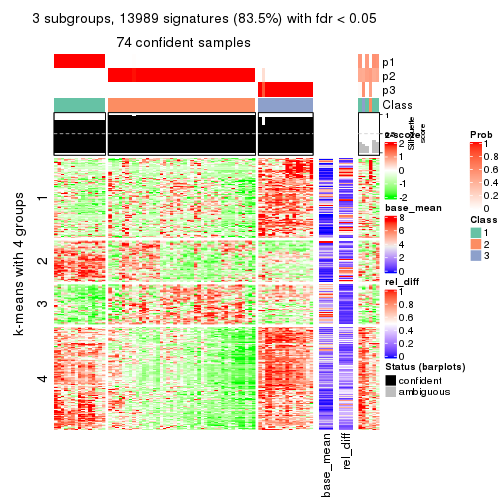 3 subgroups, 13989 signatures (83.5%) with fdr < 0.05
74 confident samples
p1
p2
p3
Class
1
Silhouette
score
z-score
2
1
0
-1
-2
Prob
1
0.8
0.6
0.4
0.2
0
base_mean
8
6
4
2
0
Class
1
2
3
rel_diff
1
0.8
0.6
0.4
0.2
0
Status (barplots)
confident
ambiguous
k-means with 4 groups
1
2
3
4
base_mean
rel_diff